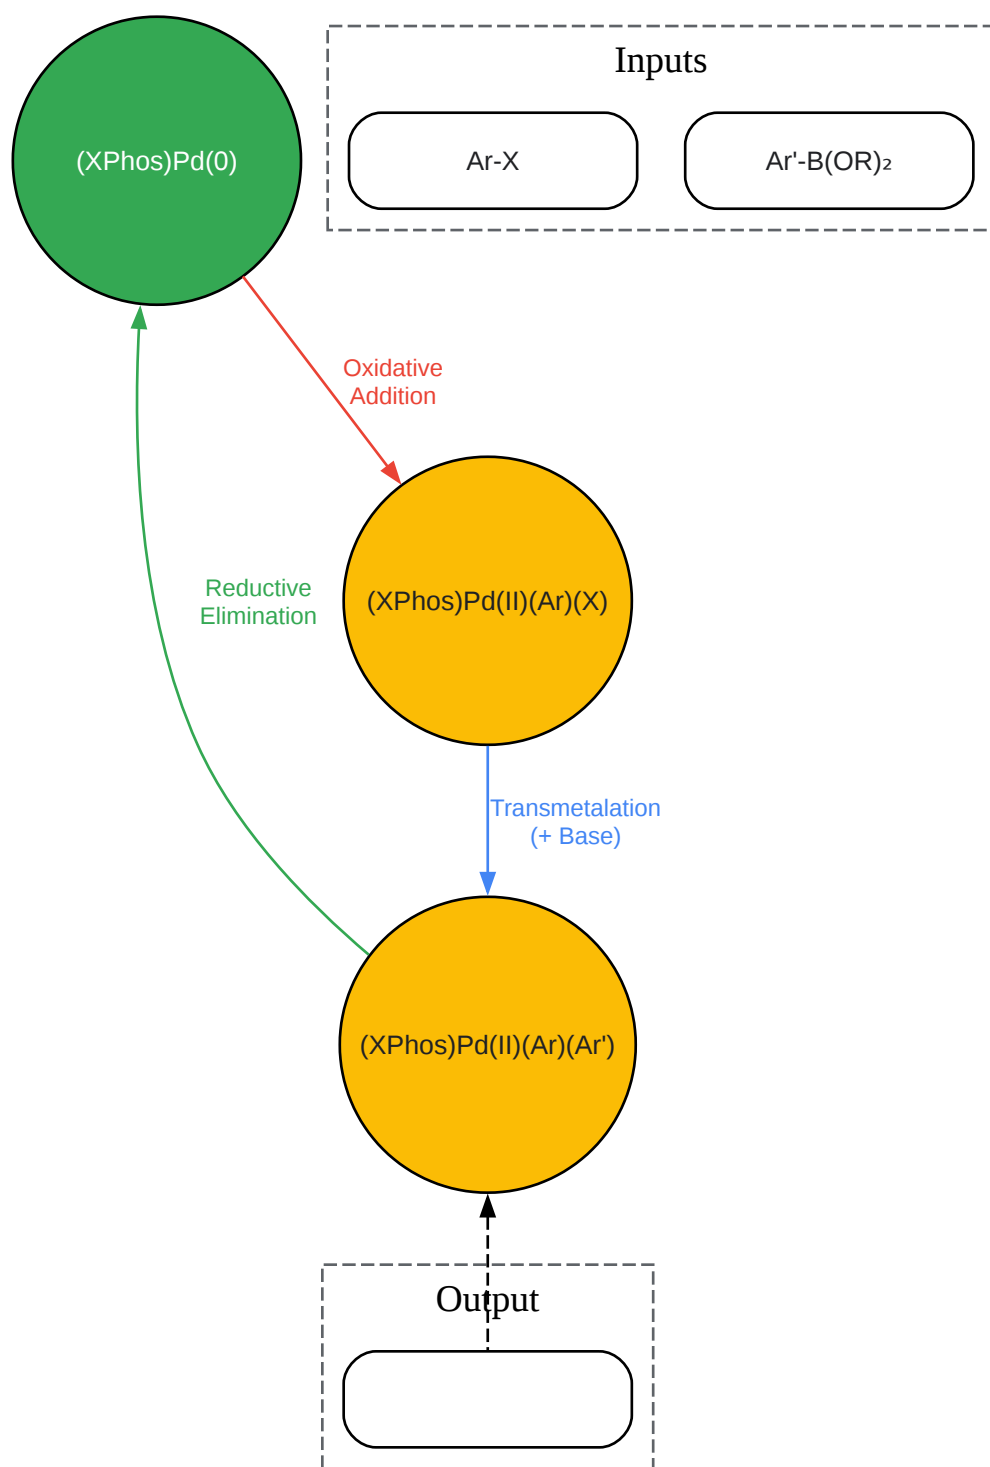 Inputs
(XPhos)Pd(0)
Ar-X
Ar'-B(OR)₂
Oxidative
Addition
Reductive
Elimination
(XPhos)Pd(II)(Ar)(X)
Transmetalation
(+ Base)
(XPhos)Pd(II)(Ar)(Ar')
Output